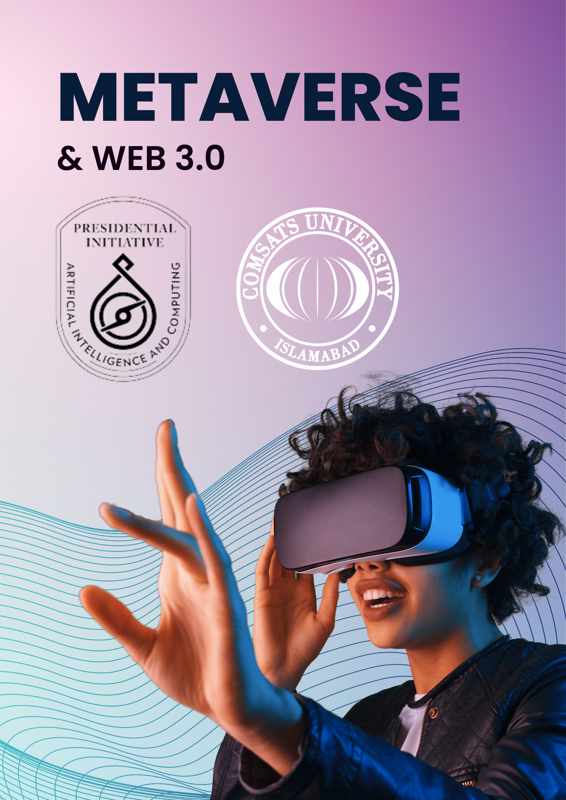 METAVERSE
& WEB 3.0
PRESIDENTIAL
INITIATIVE
ARTIFICIAL INTELLIGENCE AND COMPUTING
COMSATS UNIVERSITY
ISLAMABAD